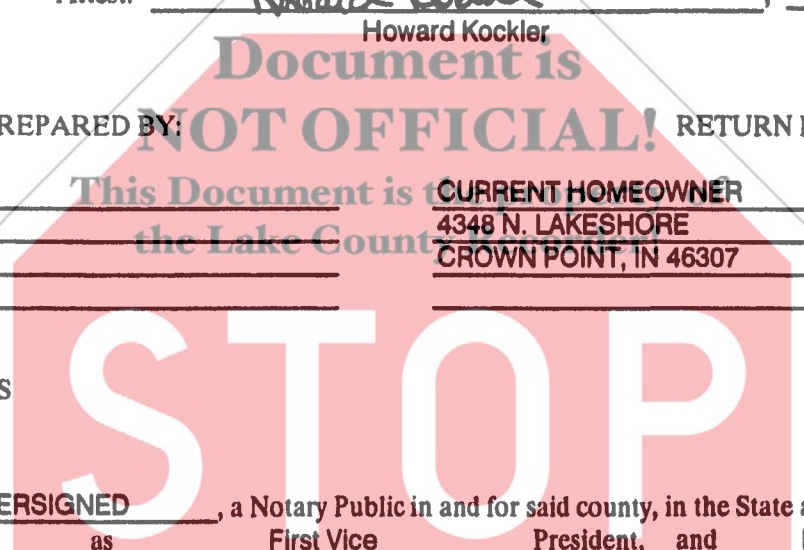 Howard Kockler
Document is
NOT OFFICIAL!
REPARED BY:
RETURN
This Document is the property of
the Lake County Recorder!
CURRENT HOMEOWNER
4348 N. LAKESHORE
CROWN POINT, IN 46307
STOP
S
ERSIGNED , a Notary Public in and for said county, in the State
as First Vice President, and